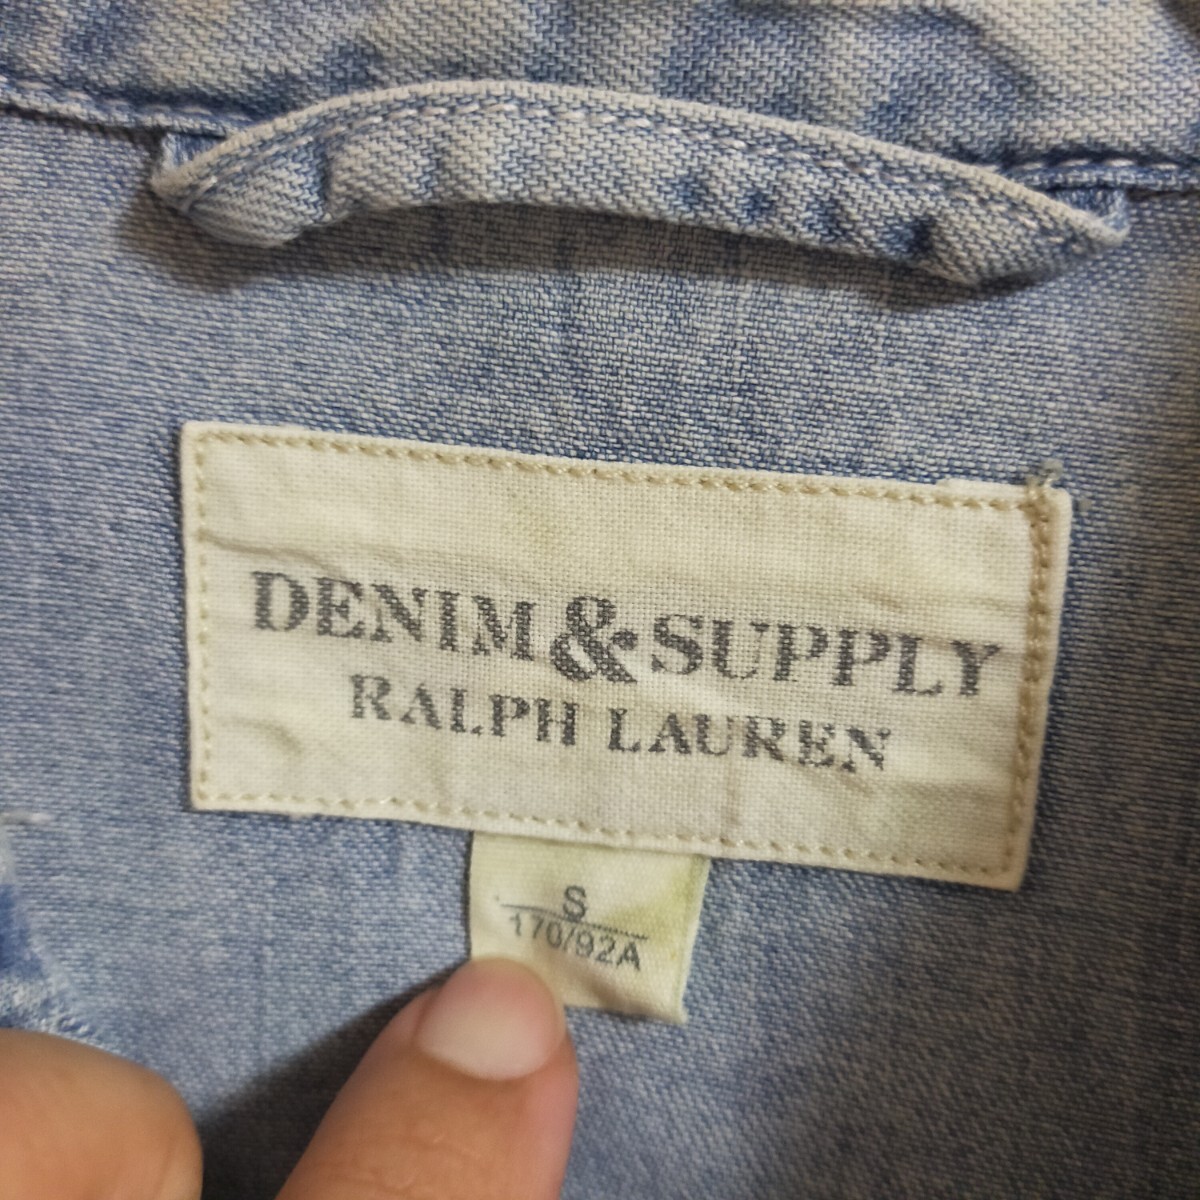 DENIM & SUPPLY
RALPH LAUREN
S
170/92A